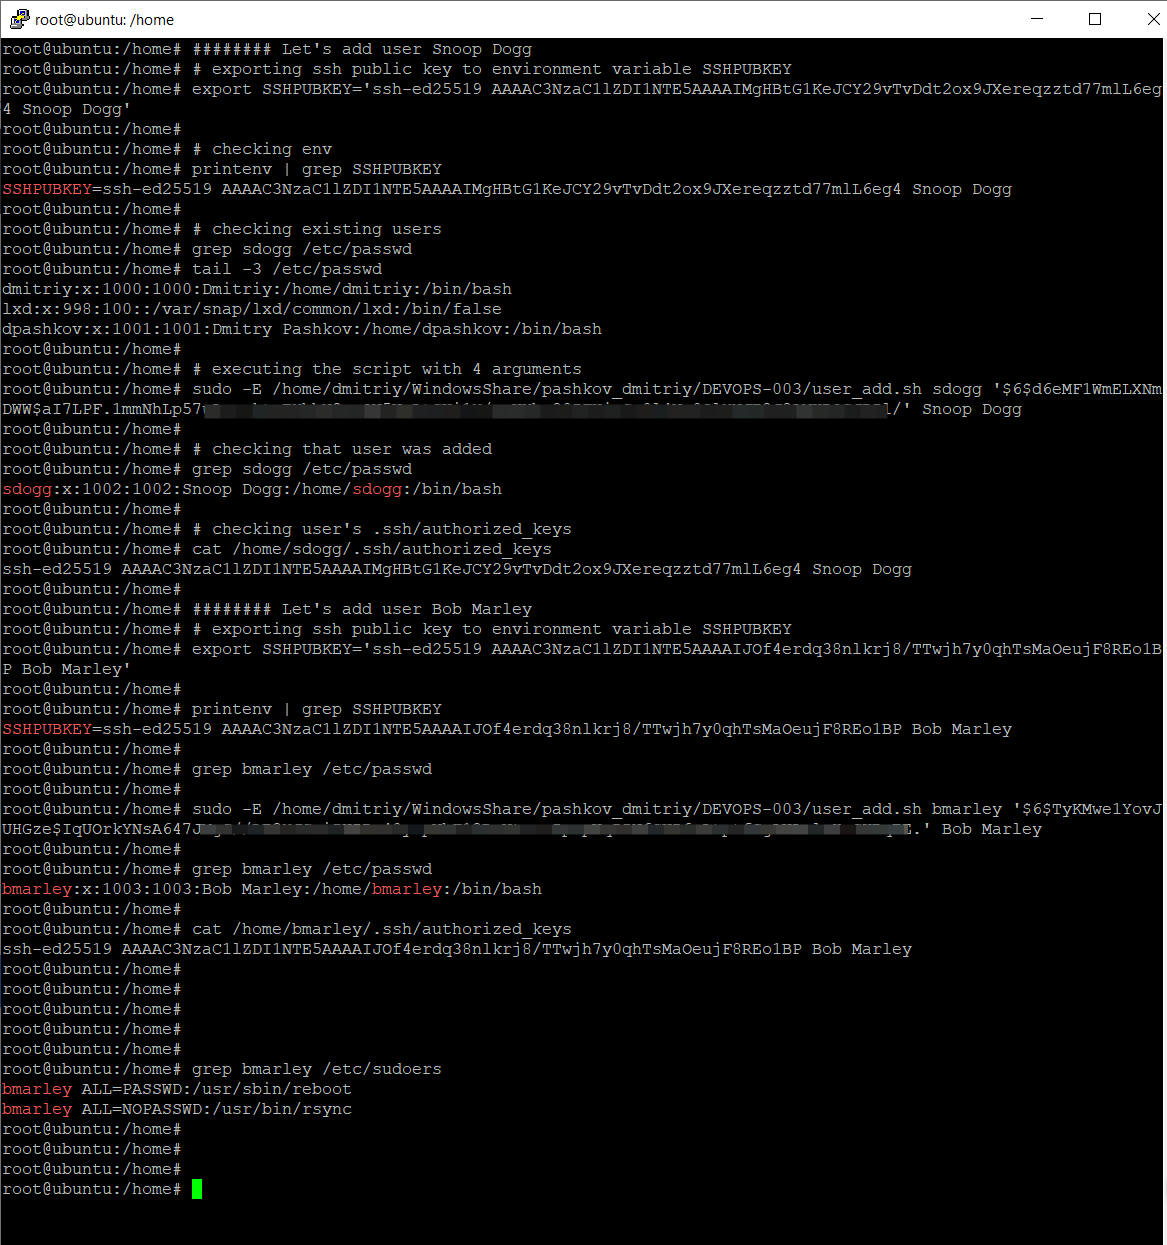 root@ubuntu: /home
root@ubuntu:/home# ######## Let's add user Snoop Dogg
root@ubuntu:/home# # exporting ssh public key to environment variable SSHPUBKEY
root@ubuntu:/home# export SSHPUBKEY='ssh-ed25519 AAAAC3NzaC1lZDI1NTE5AAAAIMgHBtG1KeJCY29vTvDdt2ox9JXereqzztd77mlL6eg
4 Snoop Dogg'
root@ubuntu:/home#
root@ubuntu:/home# # checking env
root@ubuntu:/home# printenv | grep SSHPUBKEY
SSHPUBKEY=ssh-ed25519 AAAAC3NzaC1lZDI1NTE5AAAAIMgHBtG1KeJCY29vTvDdt2ox9JXereqzztd77mlL6eg4 Snoop Dogg
root@ubuntu:/home#
root@ubuntu:/home# # checking existing users
root@ubuntu:/home# grep sdogg /etc/passwd
root@ubuntu:/home# tail -3 /etc/passwd
dmitriy:x:1000:1000:Dmitriy:/home/dmitriy:/bin/bash
lxd:x:998:100::/var/snap/lxd/common/lxd:/bin/false
dpashkov:x:1001:1001:Dmitry Pashkov:/home/dpashkov:/bin/bash
root@ubuntu:/home#
root@ubuntu:/home# # executing the script with 4 arguments
root@ubuntu:/home# sudo -E /home/dmitriy/WindowsShare/pashkov_dmitriy/DEVOPS-003/user_add.sh sdogg '$6$d6eMF1WmELXNm
DWW$aI7LPF.1mmNhLp57 l/' Snoop Dogg
root@ubuntu:/home#
root@ubuntu:/home# # checking that user was added
root@ubuntu:/home# grep sdogg /etc/passwd
sdogg:x:1002:1002:Snoop Dogg:/home/sdogg:/bin/bash
root@ubuntu:/home#
root@ubuntu:/home# # checking user's .ssh/authorized_keys
root@ubuntu:/home# cat /home/sdogg/.ssh/authorized_keys
ssh-ed25519 AAAAC3NzaC1lZDI1NTE5AAAAIMgHBtG1KeJCY29vTvDdt2ox9JXereqzztd77mlL6eg4 Snoop Dogg
root@ubuntu:/home#
root@ubuntu:/home# ######## Let's add user Bob Marley
root@ubuntu:/home# # exporting ssh public key to environment variable SSHPUBKEY
root@ubuntu:/home# export SSHPUBKEY='ssh-ed25519 AAAAC3NzaC1lZDI1NTE5AAAAIJOf4erdq38nlkrj8/TTwjh7y0qhTsMaOeujF8REo1B
P Bob Marley'
root@ubuntu:/home#
root@ubuntu:/home# printenv | grep SSHPUBKEY
SSHPUBKEY=ssh-ed25519 AAAAC3NzaC1lZDI1NTE5AAAAIJOf4erdq38nlkrj8/TTwjh7y0qhTsMaOeujF8REo1BP Bob Marley
root@ubuntu:/home#
root@ubuntu:/home# grep bmarley /etc/passwd
root@ubuntu:/home#
root@ubuntu:/home# sudo -E /home/dmitriy/WindowsShare/pashkov_dmitriy/DEVOPS-003/user_add.sh bmarley '$6$TyKMwe1YovJ
UHGze$IqUOrkYNsA647J .' Bob Marley
root@ubuntu:/home#
root@ubuntu:/home# grep bmarley /etc/passwd
bmarley:x:1003:1003:Bob Marley:/home/bmarley:/bin/bash
root@ubuntu:/home#
root@ubuntu:/home# cat /home/bmarley/.ssh/authorized_keys
ssh-ed25519 AAAAC3NzaC1lZDI1NTE5AAAAIJOf4erdq38nlkrj8/TTwjh7y0qhTsMaOeujF8REo1BP Bob Marley
root@ubuntu:/home#
root@ubuntu:/home#
root@ubuntu:/home#
root@ubuntu:/home#
root@ubuntu:/home#
root@ubuntu:/home# grep bmarley /etc/sudoers
bmarley ALL=PASSWD:/usr/sbin/reboot
bmarley ALL=NOPASSWD:/usr/bin/rsync
root@ubuntu:/home#
root@ubuntu:/home#
root@ubuntu:/home#
root@ubuntu:/home#